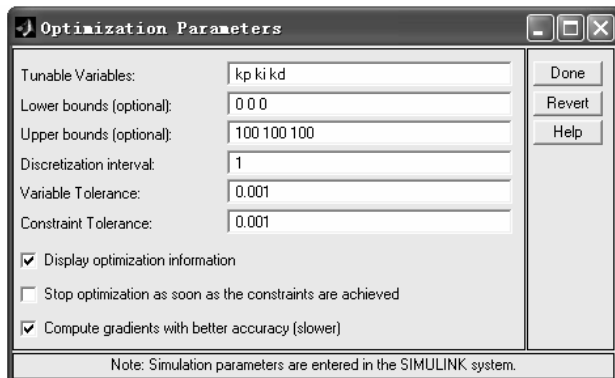 Optimization Parameters
Tunable Variables: kp ki kd
Lower bounds (optional): 0 0 0
Upper bounds (optional): 100 100 100
Discretization interval: 1
Variable Tolerance: 0.001
Constraint Tolerance: 0.001
Display optimization information
Stop optimization as soon as the constraints are achieved
Compute gradients with better accuracy (slower)
Done
Revert
Help
Note: Simulation parameters are entered in the SIMULINK system.